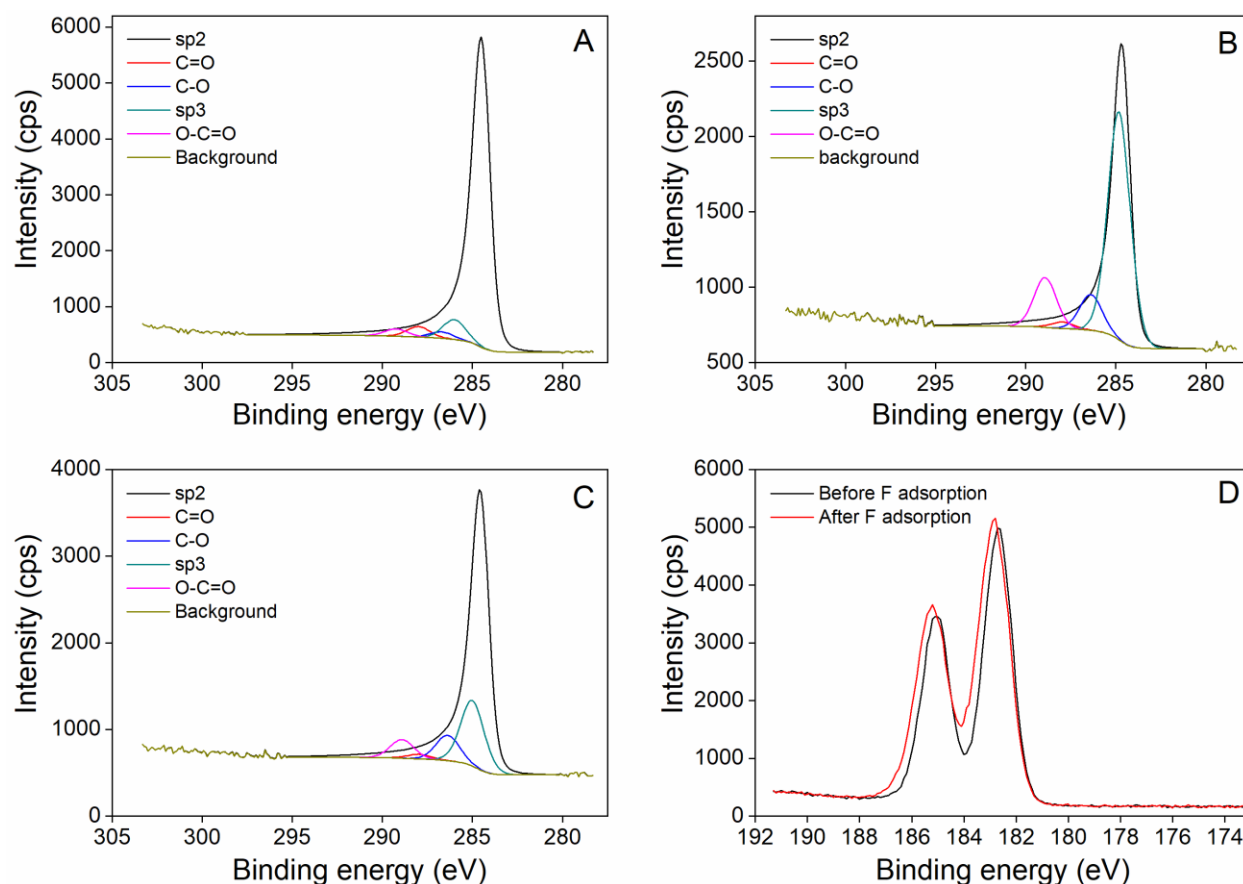 A
sp2
C=O
C-O
sp3
O-C=O
Background
6000
5000
4000
3000
2000
1000
0
Intensity (cps)
305 300 295 290 285 280
Binding energy (eV)
B
sp2
C=O
C-O
sp3
O-C=O
background
2500
2000
1500
1000
500
Intensity (cps)
305 300 295 290 285 280
Binding energy (eV)
C
sp2
C=O
C-O
sp3
O-C=O
Background
4000
3000
2000
1000
0
Intensity (cps)
305 300 295 290 285 280
Binding energy (eV)
D
Before F adsorption
After F adsorption
6000
5000
4000
3000
2000
1000
0
Intensity (cps)
192 190 188 186 184 182 180 178 176 174
Binding energy (eV)